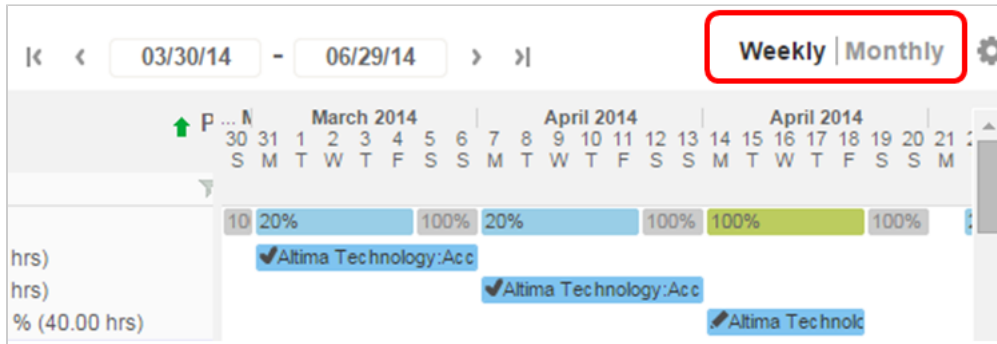 03/30/14 - 06/29/14 Weekly | Monthly
P ... M March 2014 April 2014 April 2014
30 31 1 2 3 4 5 6 7 8 9 10 11 12 13 14 15 16 17 18 19 20 21
S M T W T F S S M T W T F S S M T W T F S S M
10 20% 100% 20% 100% 100% 100%
hrs) Altima Technology:Acc
hrs) Altima Technology:Acc
% (40.00 hrs) Altima Technolc